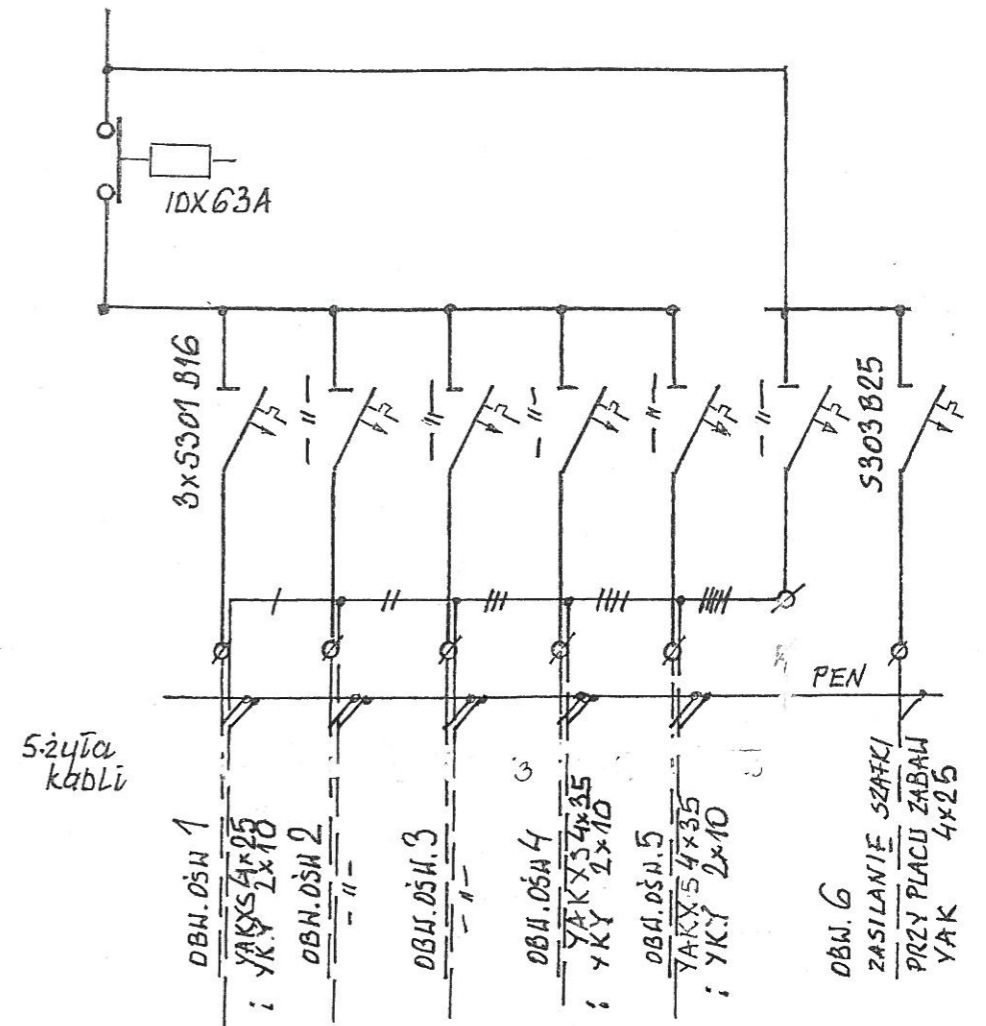 IDX63A
3xS301 B16
- 11 -
- 11 -
- 11 -
- 11 -
- 11 -
S303 B25
PEN
5.żyła
kabli
3
OBW.OŚW 1
YAKXS 4x25
i YKY 2x10
OBW.OŚW 2
- 11 -
OBW.OŚW.3
- 11 -
OBW.OŚW 4
YAKXS 4x35
i YKY 2x10
OBW.OŚW.5
YAKXS 4x35
i YKY 2x10
OBW. 6
ZASILANIE SZAFKI
PRZY PLACU ZABAW
YAK 4x25